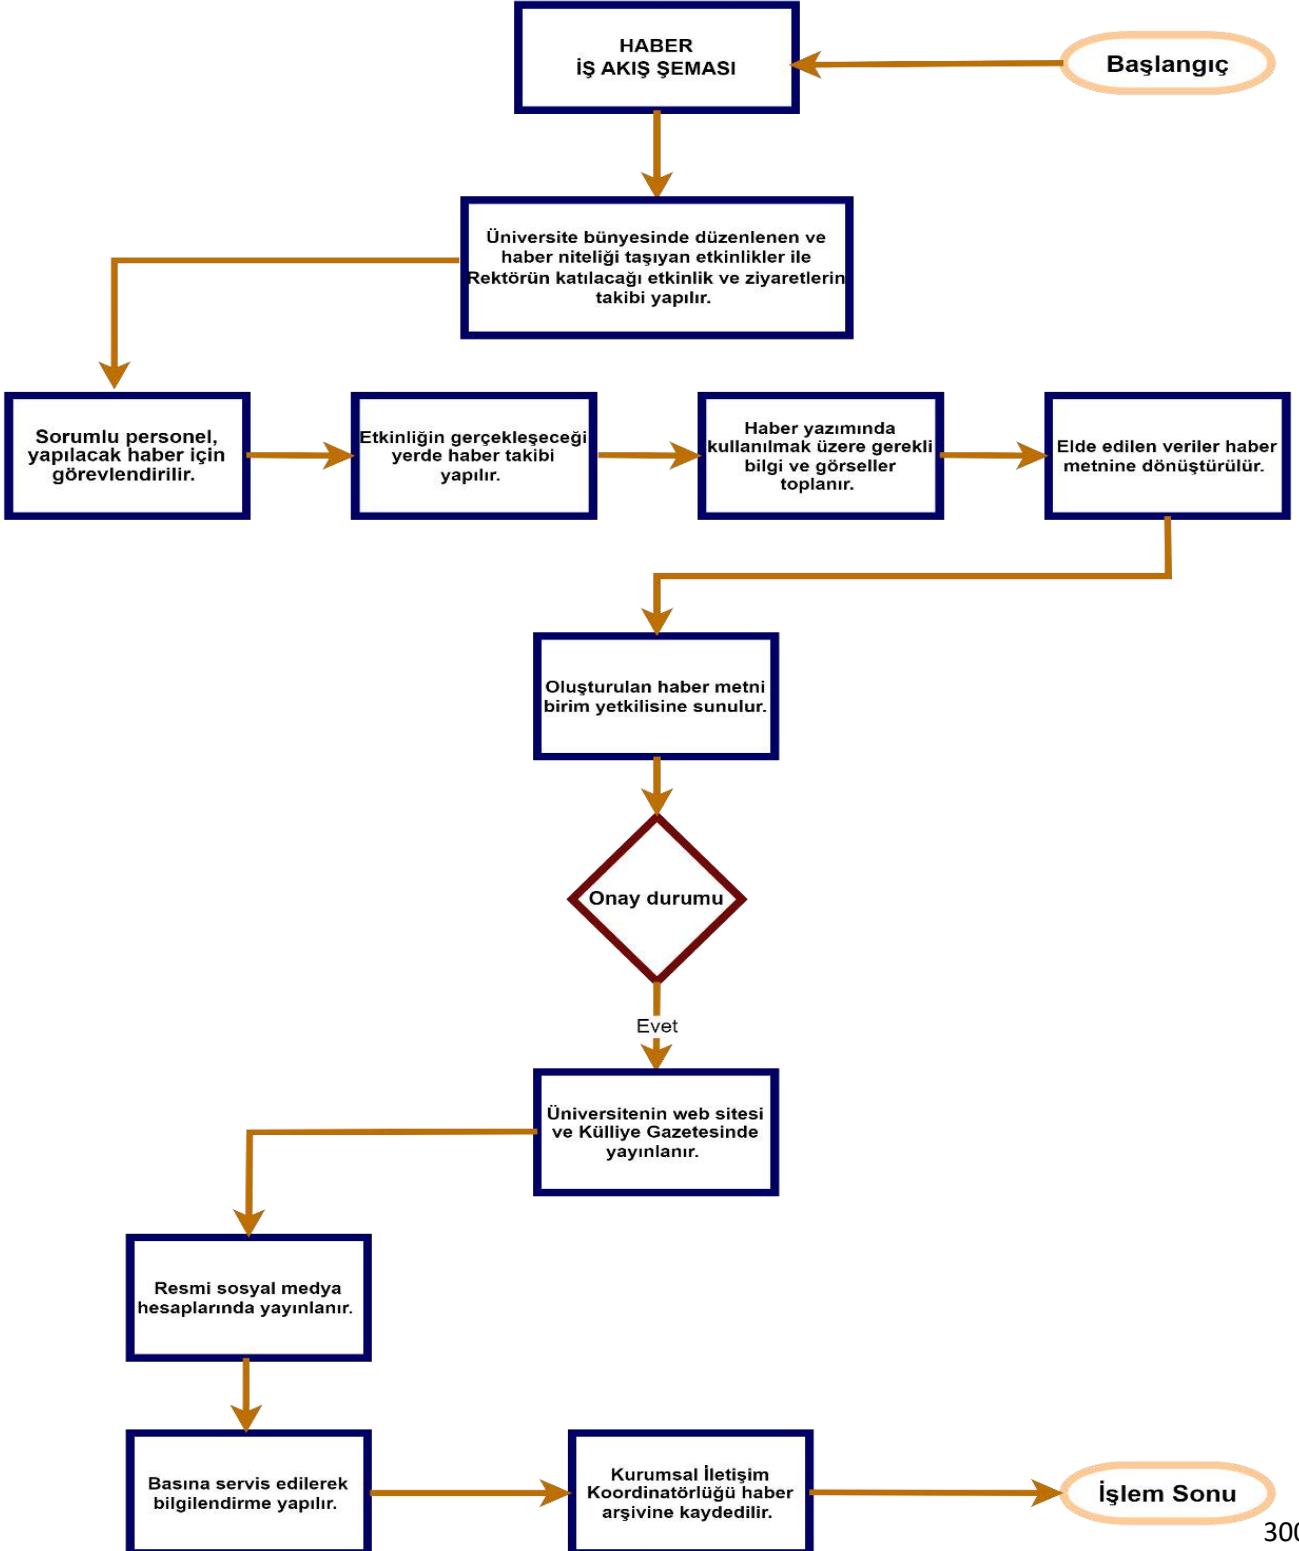 HABER
İŞ AKIŞ ŞEMASI
Başlangıç
Üniversite bünyesinde düzenlenen ve
haber niteliği taşıyan etkinlikler ile
Rektörün katılacağı etkinlik ve ziyaretlerin
takibi yapılır.
Sorumlu personel,
yapılacak haber için
görevlendirilir.
Etkinliğin gerçekleşeceği
yerde haber takibi
yapılır.
Haber yazımında
kullanılmak üzere gerekli
bilgi ve görseller
toplanır.
Elde edilen veriler haber
metnine dönüştürülür.
Oluşturulan haber metni
birim yetkilisine sunulur.
Onay durumu
Evet
Üniversitenin web sitesi
ve Külliye Gazetesinde
yayınlanır.
Resmi sosyal medya
hesaplarında yayınlanır.
Basına servis edilerek
bilgilendirme yapılır.
Kurumsal İletişim
Koordinatörlüğü haber
arşivine kaydedilir.
İşlem Sonu
300